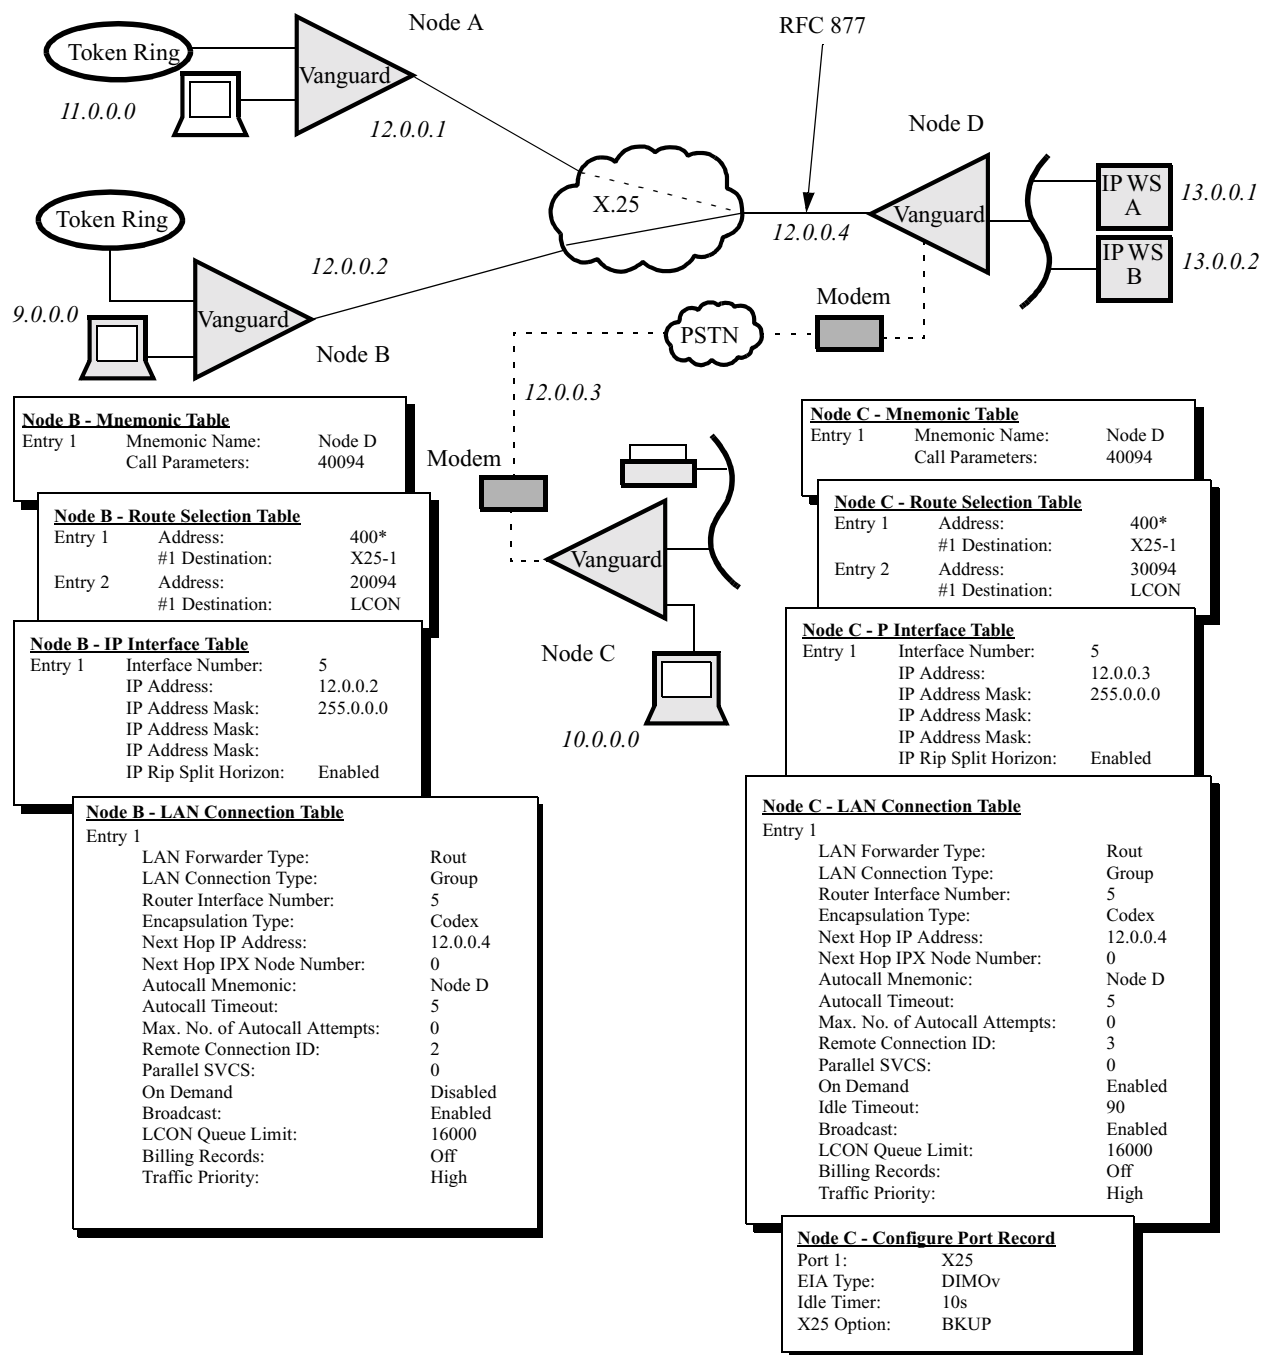 Node A
RFC 877
Token Ring
Vanguard
11.0.0.0
12.0.0.1
Node D
X.25
IP WS
A
13.0.0.1
Vanguard
12.0.0.4
IP WS
B
13.0.0.2
Token Ring
12.0.0.2
9.0.0.0
Vanguard
Node B
Modem
PSTN
12.0.0.3
Modem
Vanguard
Node C
10.0.0.0
Node B - Mnemonic Table
Entry 1 Mnemonic Name: Node D
Call Parameters: 40094
Node B - Route Selection Table
Entry 1 Address: 400*
#1 Destination: X25-1
Entry 2 Address: 20094
#1 Destination: LCON
Node B - IP Interface Table
Entry 1 Interface Number: 5
IP Address: 12.0.0.2
IP Address Mask: 255.0.0.0
IP Address Mask:
IP Address Mask:
IP Rip Split Horizon: Enabled
Node B - LAN Connection Table
Entry 1
LAN Forwarder Type: Rout
LAN Connection Type: Group
Router Interface Number: 5
Encapsulation Type: Codex
Next Hop IP Address: 12.0.0.4
Next Hop IPX Node Number: 0
Autocall Mnemonic: Node D
Autocall Timeout: 5
Max. No. of Autocall Attempts: 0
Remote Connection ID: 2
Parallel SVCS: 0
On Demand Disabled
Broadcast: Enabled
LCON Queue Limit: 16000
Billing Records: Off
Traffic Priority: High
Node C - Mnemonic Table
Entry 1 Mnemonic Name: Node D
Call Parameters: 40094
Node C - Route Selection Table
Entry 1 Address: 400*
#1 Destination: X25-1
Entry 2 Address: 30094
#1 Destination: LCON
Node C - P Interface Table
Entry 1 Interface Number: 5
IP Address: 12.0.0.3
IP Address Mask: 255.0.0.0
IP Address Mask:
IP Address Mask:
IP Rip Split Horizon: Enabled
Node C - LAN Connection Table
Entry 1
LAN Forwarder Type: Rout
LAN Connection Type: Group
Router Interface Number: 5
Encapsulation Type: Codex
Next Hop IP Address: 12.0.0.4
Next Hop IPX Node Number: 0
Autocall Mnemonic: Node D
Autocall Timeout: 5
Max. No. of Autocall Attempts: 0
Remote Connection ID: 3
Parallel SVCS: 0
On Demand Enabled
Idle Timeout: 90
Broadcast: Enabled
LCON Queue Limit: 16000
Billing Records: Off
Traffic Priority: High
Node C - Configure Port Record
Port 1: X25
EIA Type: DIMOv
Idle Timer: 10s
X25 Option: BKUP